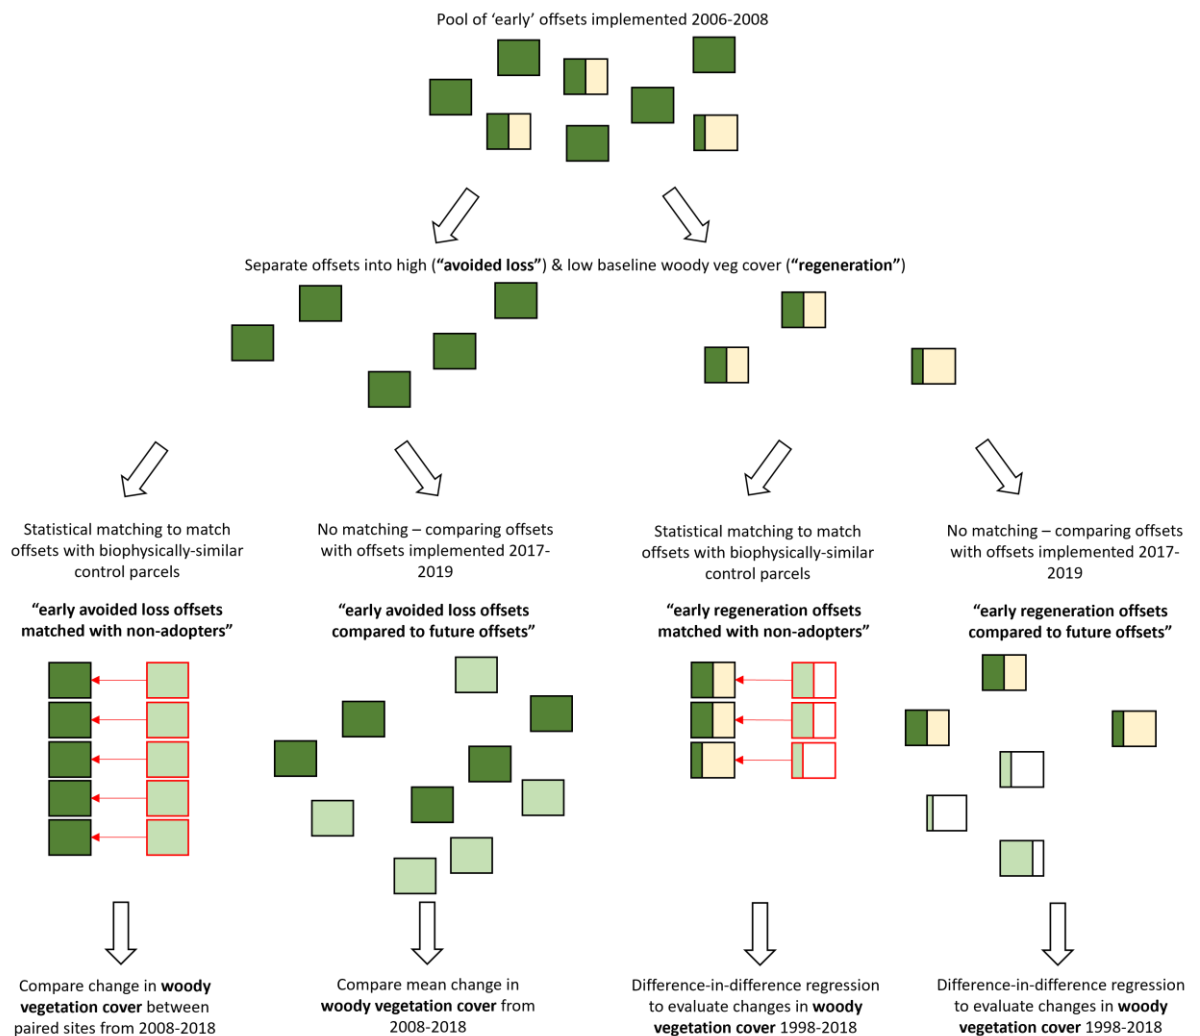 Pool of ‘early’ offsets implemented 2006-2008
Separate offsets into high (“avoided loss”) & low baseline woody veg cover (“regeneration”)
Statistical matching to match
offsets with biophysically-similar
control parcels
“early avoided loss offsets
matched with non-adopters”
No matching – comparing offsets
with offsets implemented 2017-
2019
“early avoided loss offsets
compared to future offsets”
Statistical matching to match
offsets with biophysically-similar
control parcels
“early regeneration offsets
matched with non-adopters”
No matching – comparing offsets
with offsets implemented 2017-
2019
“early regeneration offsets
compared to future offsets”
Compare change in woody
vegetation cover between
paired sites from 2008-2018
Compare mean change in
woody vegetation cover from
2008-2018
Difference-in-difference regression
to evaluate changes in woody
vegetation cover 1998-2018
Difference-in-difference regression
to evaluate changes in woody
vegetation cover 1998-2018